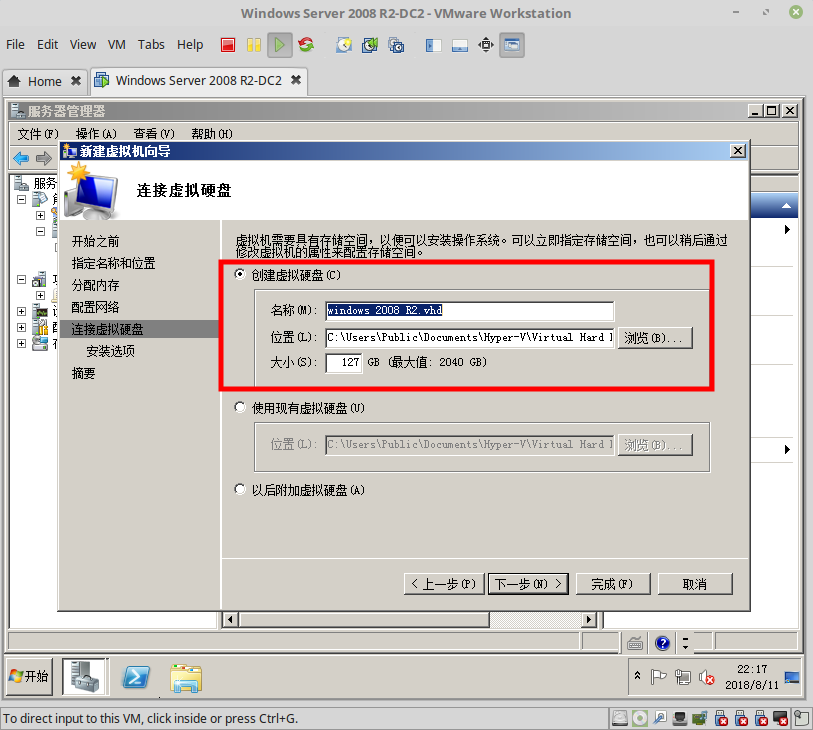 Windows Server 2008 R2-DC2 - VMware Workstation
File Edit View VM Tabs Help
Home Windows Server 2008 R2-DC2
服务器管理器
文件(F) 操作(A) 查看(V) 帮助(H)
新建虚拟机向导
服务
连接虚拟硬盘
开始之前
指定名称和位置
分配内存
配置网络
连接虚拟硬盘
安装选项
摘要
虚拟机需要具有存储空间，以便可以安装操作系统。可以立即指定存储空间，也可以稍后通过
修改虚拟机的属性来配置存储空间。
创建虚拟硬盘(C)
名称(M): windows 2008 R2.vhd
位置(L): C:\Users\Public\Documents\Hyper-V\Virtual Hard 浏览(B)...
大小(S): 127 GB (最大值: 2040 GB)
使用现有虚拟硬盘(U)
位置(L): C:\Users\Public\Documents\Hyper-V\Virtual Hard 浏览(B)...
以后附加虚拟硬盘(A)
< 上一步(P) 下一步(N) > 完成(F) 取消
开始
22:17
2018/8/11
To direct input to this VM, click inside or press Ctrl+G.